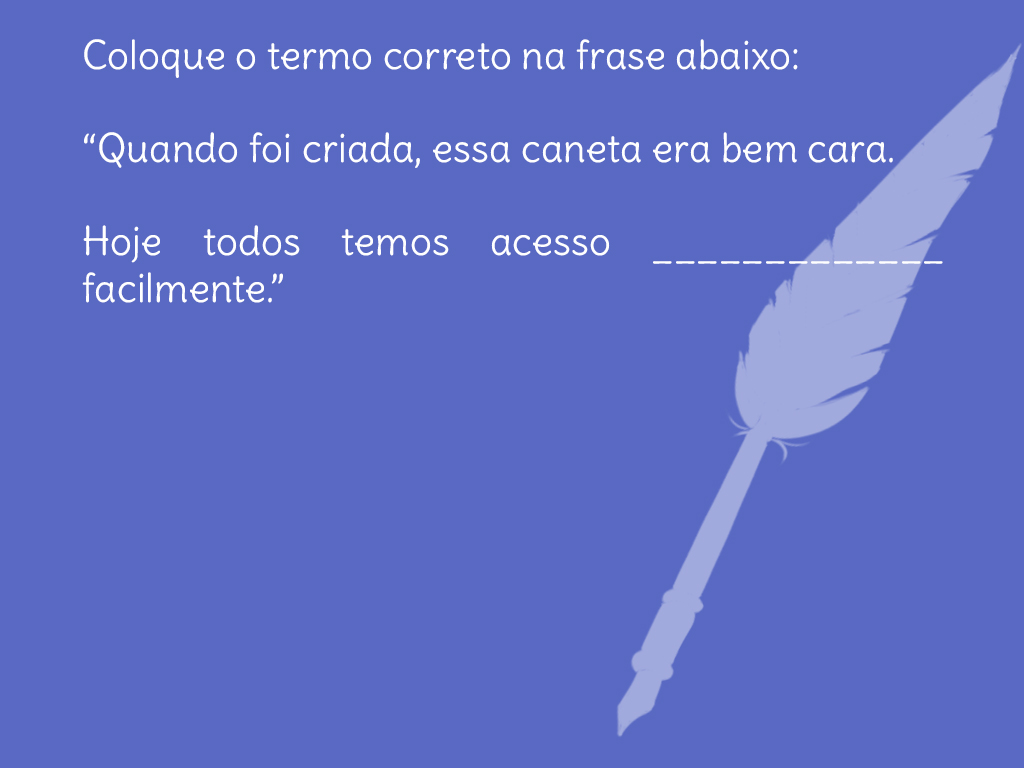 Coloque o termo correto na frase abaixo:
“Quando foi criada, essa caneta era bem cara.
Hoje todos temos acesso _____________
facilmente.”